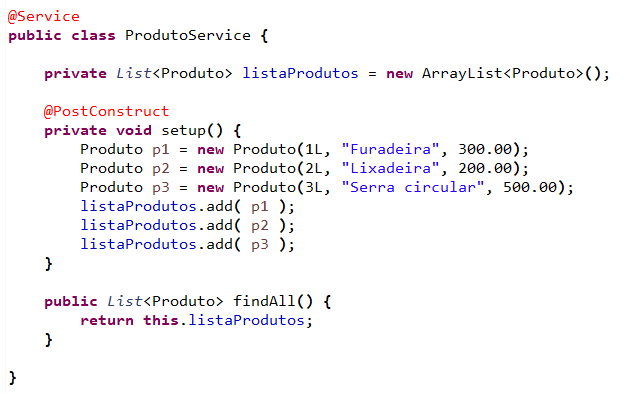 @Service
public class ProdutoService {
private List<Produto> listaProdutos = new ArrayList<Produto>();
@PostConstruct
private void setup() {
Produto p1 = new Produto(1L, "Furadeira", 300.00);
Produto p2 = new Produto(2L, "Lixadeira", 200.00);
Produto p3 = new Produto(3L, "Serra circular", 500.00);
listaProdutos.add( p1 );
listaProdutos.add( p2 );
listaProdutos.add( p3 );
}
public List<Produto> findAll() {
return this.listaProdutos;
}
}